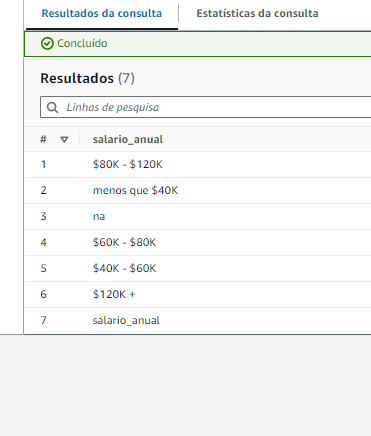 Resultados da consulta Estatísticas da consulta
Concluído
Resultados (7)
Linhas de pesquisa
# salario_anual
1 $80K - $120K
2 menos que $40K
3 na
4 $60K - $80K
5 $40K - $60K
6 $120K +
7 salario_anual